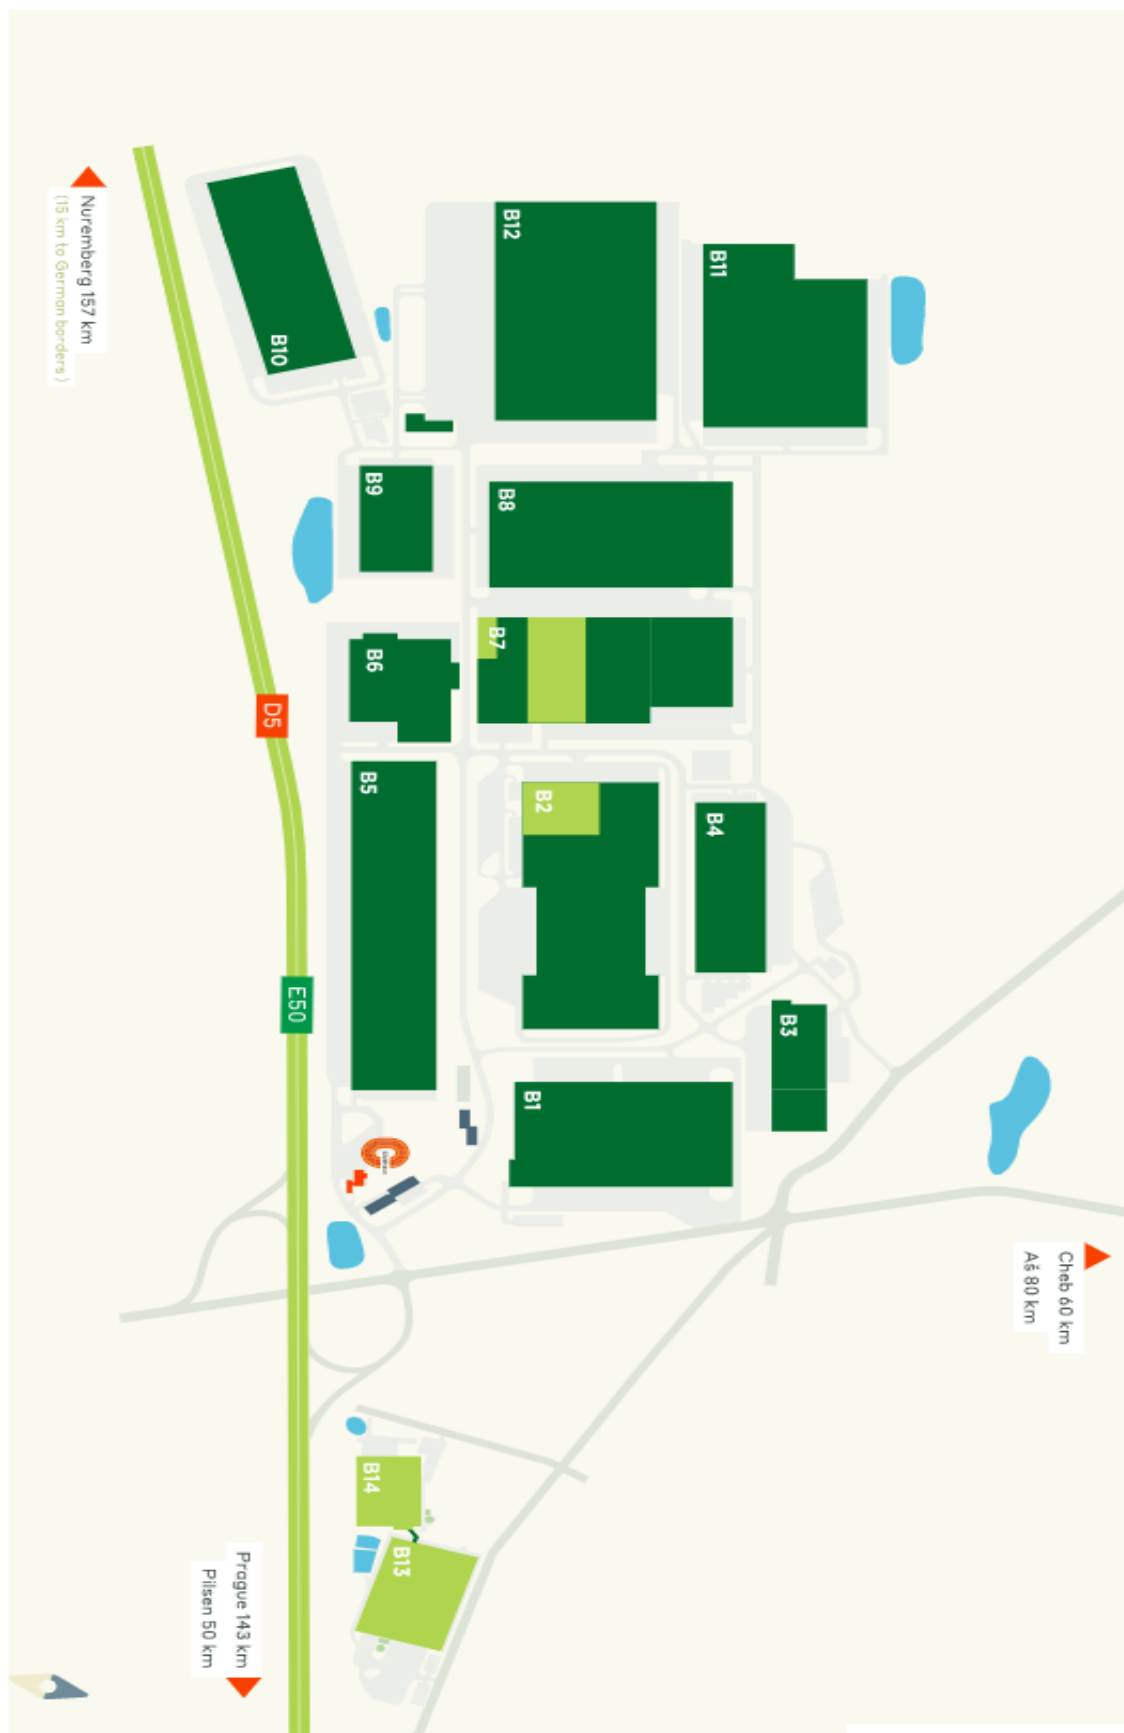 Nuremberg 157 km
(15 km to German borders)
B10
B12
B11
B9
B8
B6
B7
D5
B5
B2
B4
E50
B3
B1
Cheb 60 km
Aš 80 km
B14
B13
Prague 143 km
Pilsen 50 km